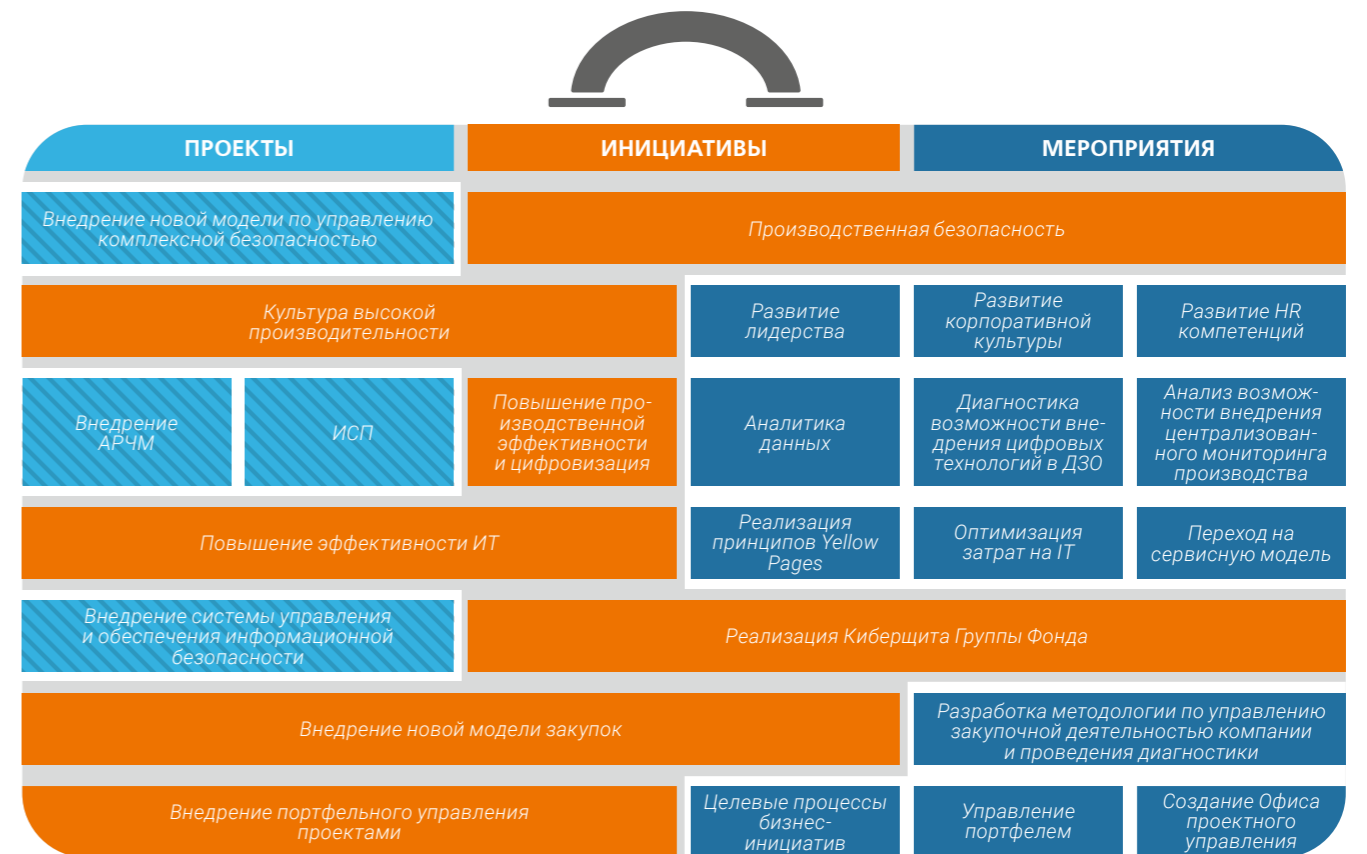 ПРОЕКТЫ
ИНИЦИАТИВЫ
МЕРОПРИЯТИЯ
Внедрение новой модели по управлению
комплексной безопасностью
Производственная безопасность
Культура высокой
производительности
Развитие
лидерства
Развитие
корпоративной
культуры
Развитие HR
компетенций
Внедрение
АРЧМ
ИСП
Повышение про-
изводственной
эффективности
и цифровизация
Аналитика
данных
Диагностика
возможности вне-
дрения цифровых
технологий в ДЗО
Анализ возмож-
ности внедрения
централизован-
ного мониторинга
производства
Повышение эффективности ИТ
Реализация
принципов Yellow
Pages
Оптимизация
затрат на IT
Переход на
сервисную модель
Внедрение системы управления
и обеспечения информационной
безопасности
Реализация Киберщита Группы Фонда
Внедрение новой модели закупок
Разработка методологии по управлению
закупочной деятельностью компании
и проведения диагностики
Внедрение портфельного управления
проектами
Целевые процессы
бизнес-
инициатив
Управление
портфелем
Создание Офиса
проектного
управления